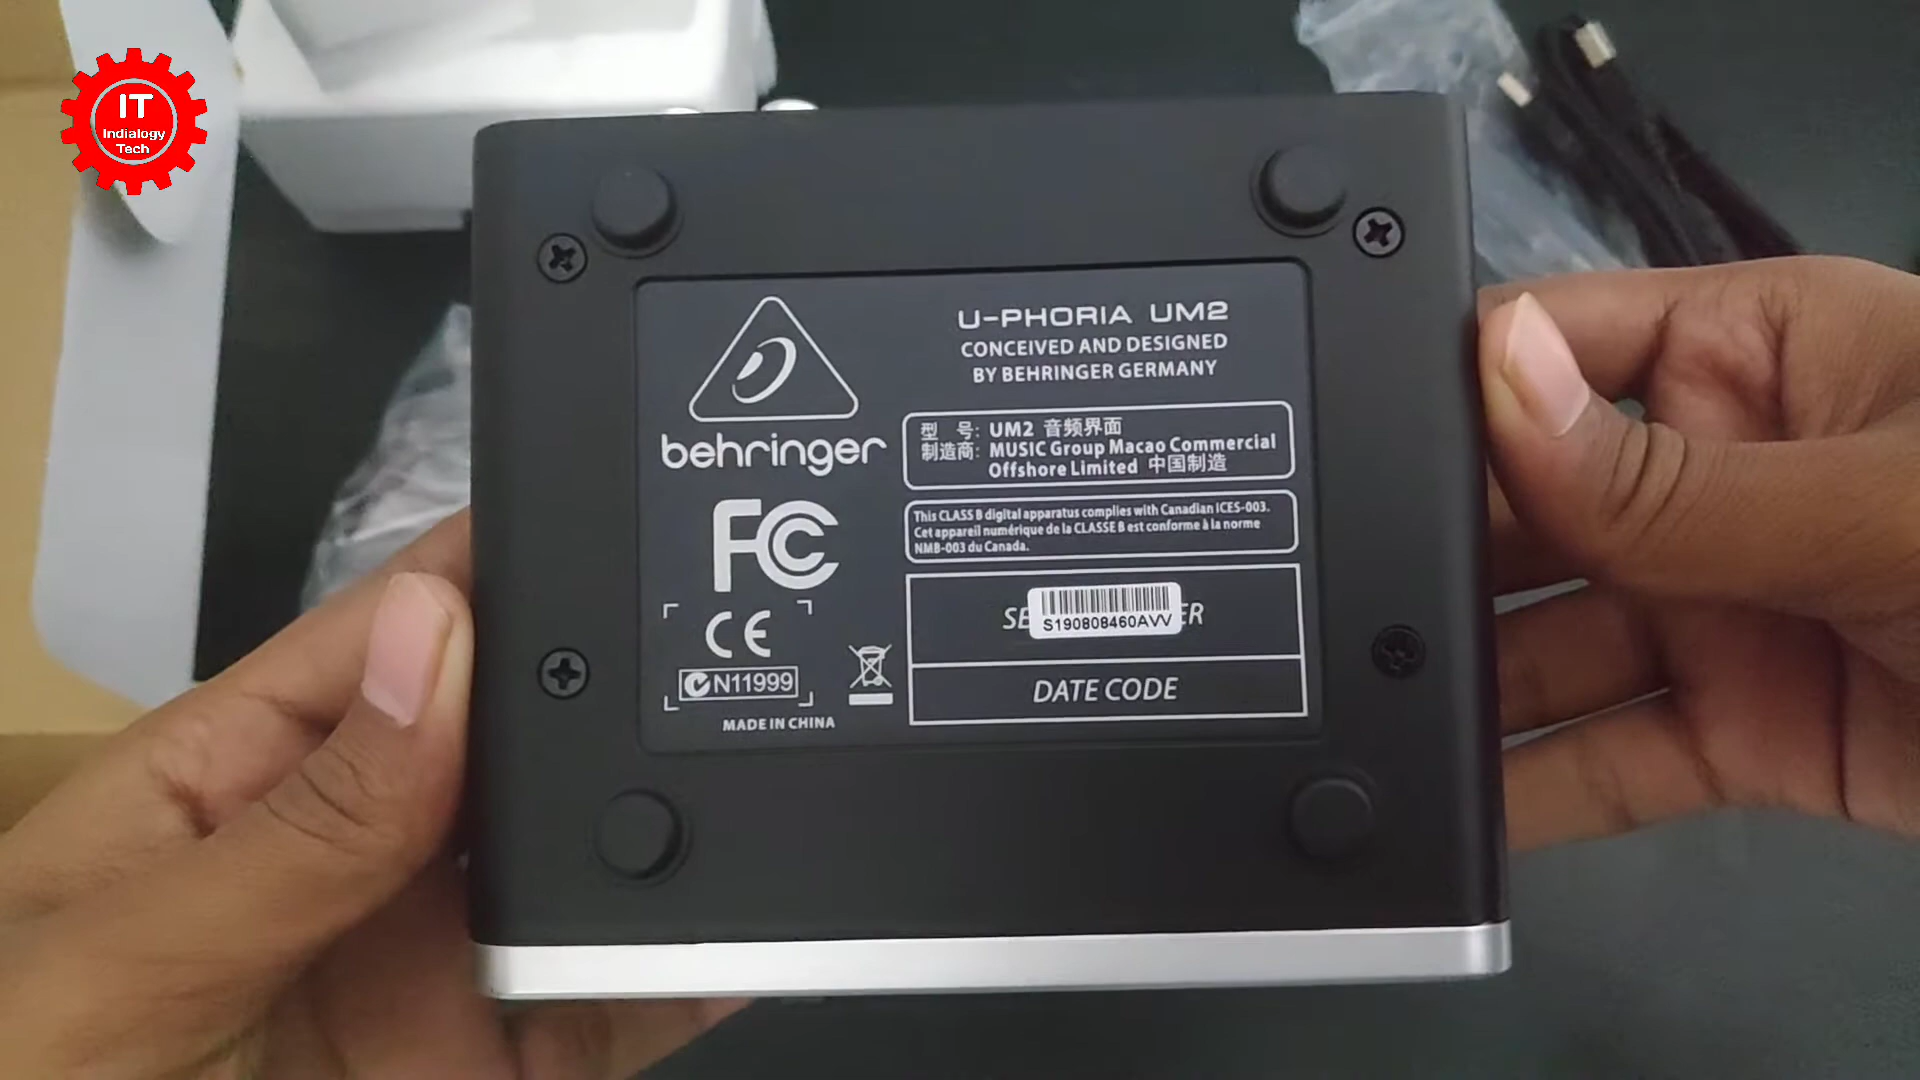 IT
Indialogy
Tech
U-PHORIA UM2
CONCEIVED AND DESIGNED
BY BEHRINGER GERMANY
behringer
型 号: UM2 音频界面
制造商: MUSIC Group Macao Commercial
Offshore Limited 中国制造
This CLASS B digital apparatus complies with Canadian ICES-003.
Cet appareil numérique de la CLASSE B est conforme à la norme
NMB-003 du Canada.
FC
CE
N11999
MADE IN CHINA
S190808460AVV
DATE CODE